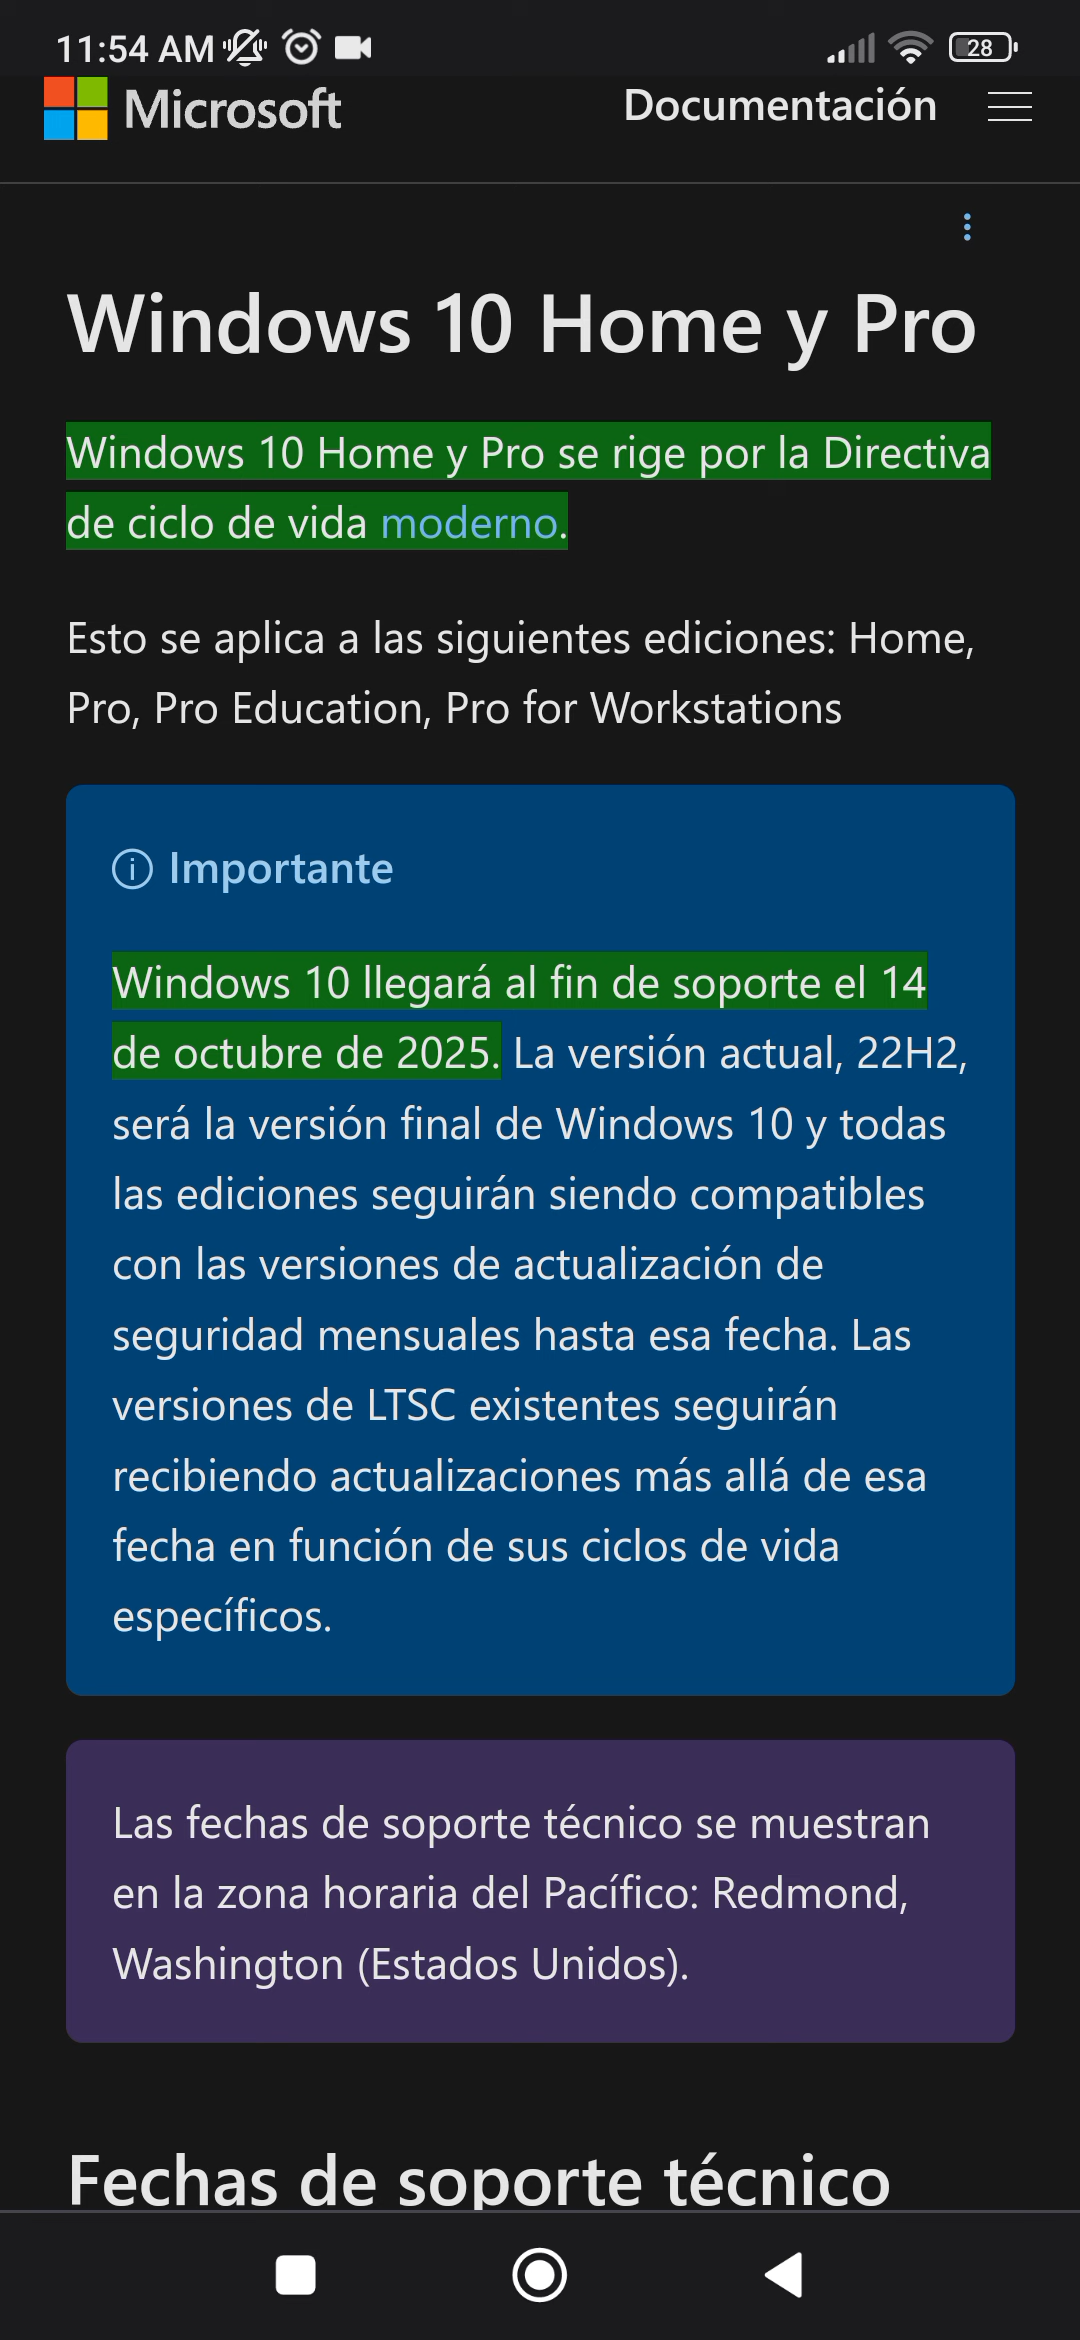 11:54 AM
28
Microsoft
Documentación
Windows 10 Home y Pro
Windows 10 Home y Pro se rige por la Directiva
de ciclo de vida moderno.
Esto se aplica a las siguientes ediciones: Home,
Pro, Pro Education, Pro for Workstations
Importante
Windows 10 llegará al fin de soporte el 14
de octubre de 2025. La versión actual, 22H2,
será la versión final de Windows 10 y todas
las ediciones seguirán siendo compatibles
con las versiones de actualización de
seguridad mensuales hasta esa fecha. Las
versiones de LTSC existentes seguirán
recibiendo actualizaciones más allá de esa
fecha en función de sus ciclos de vida
específicos.
Las fechas de soporte técnico se muestran
en la zona horaria del Pacífico: Redmond,
Washington (Estados Unidos).
Fechas de soporte técnico